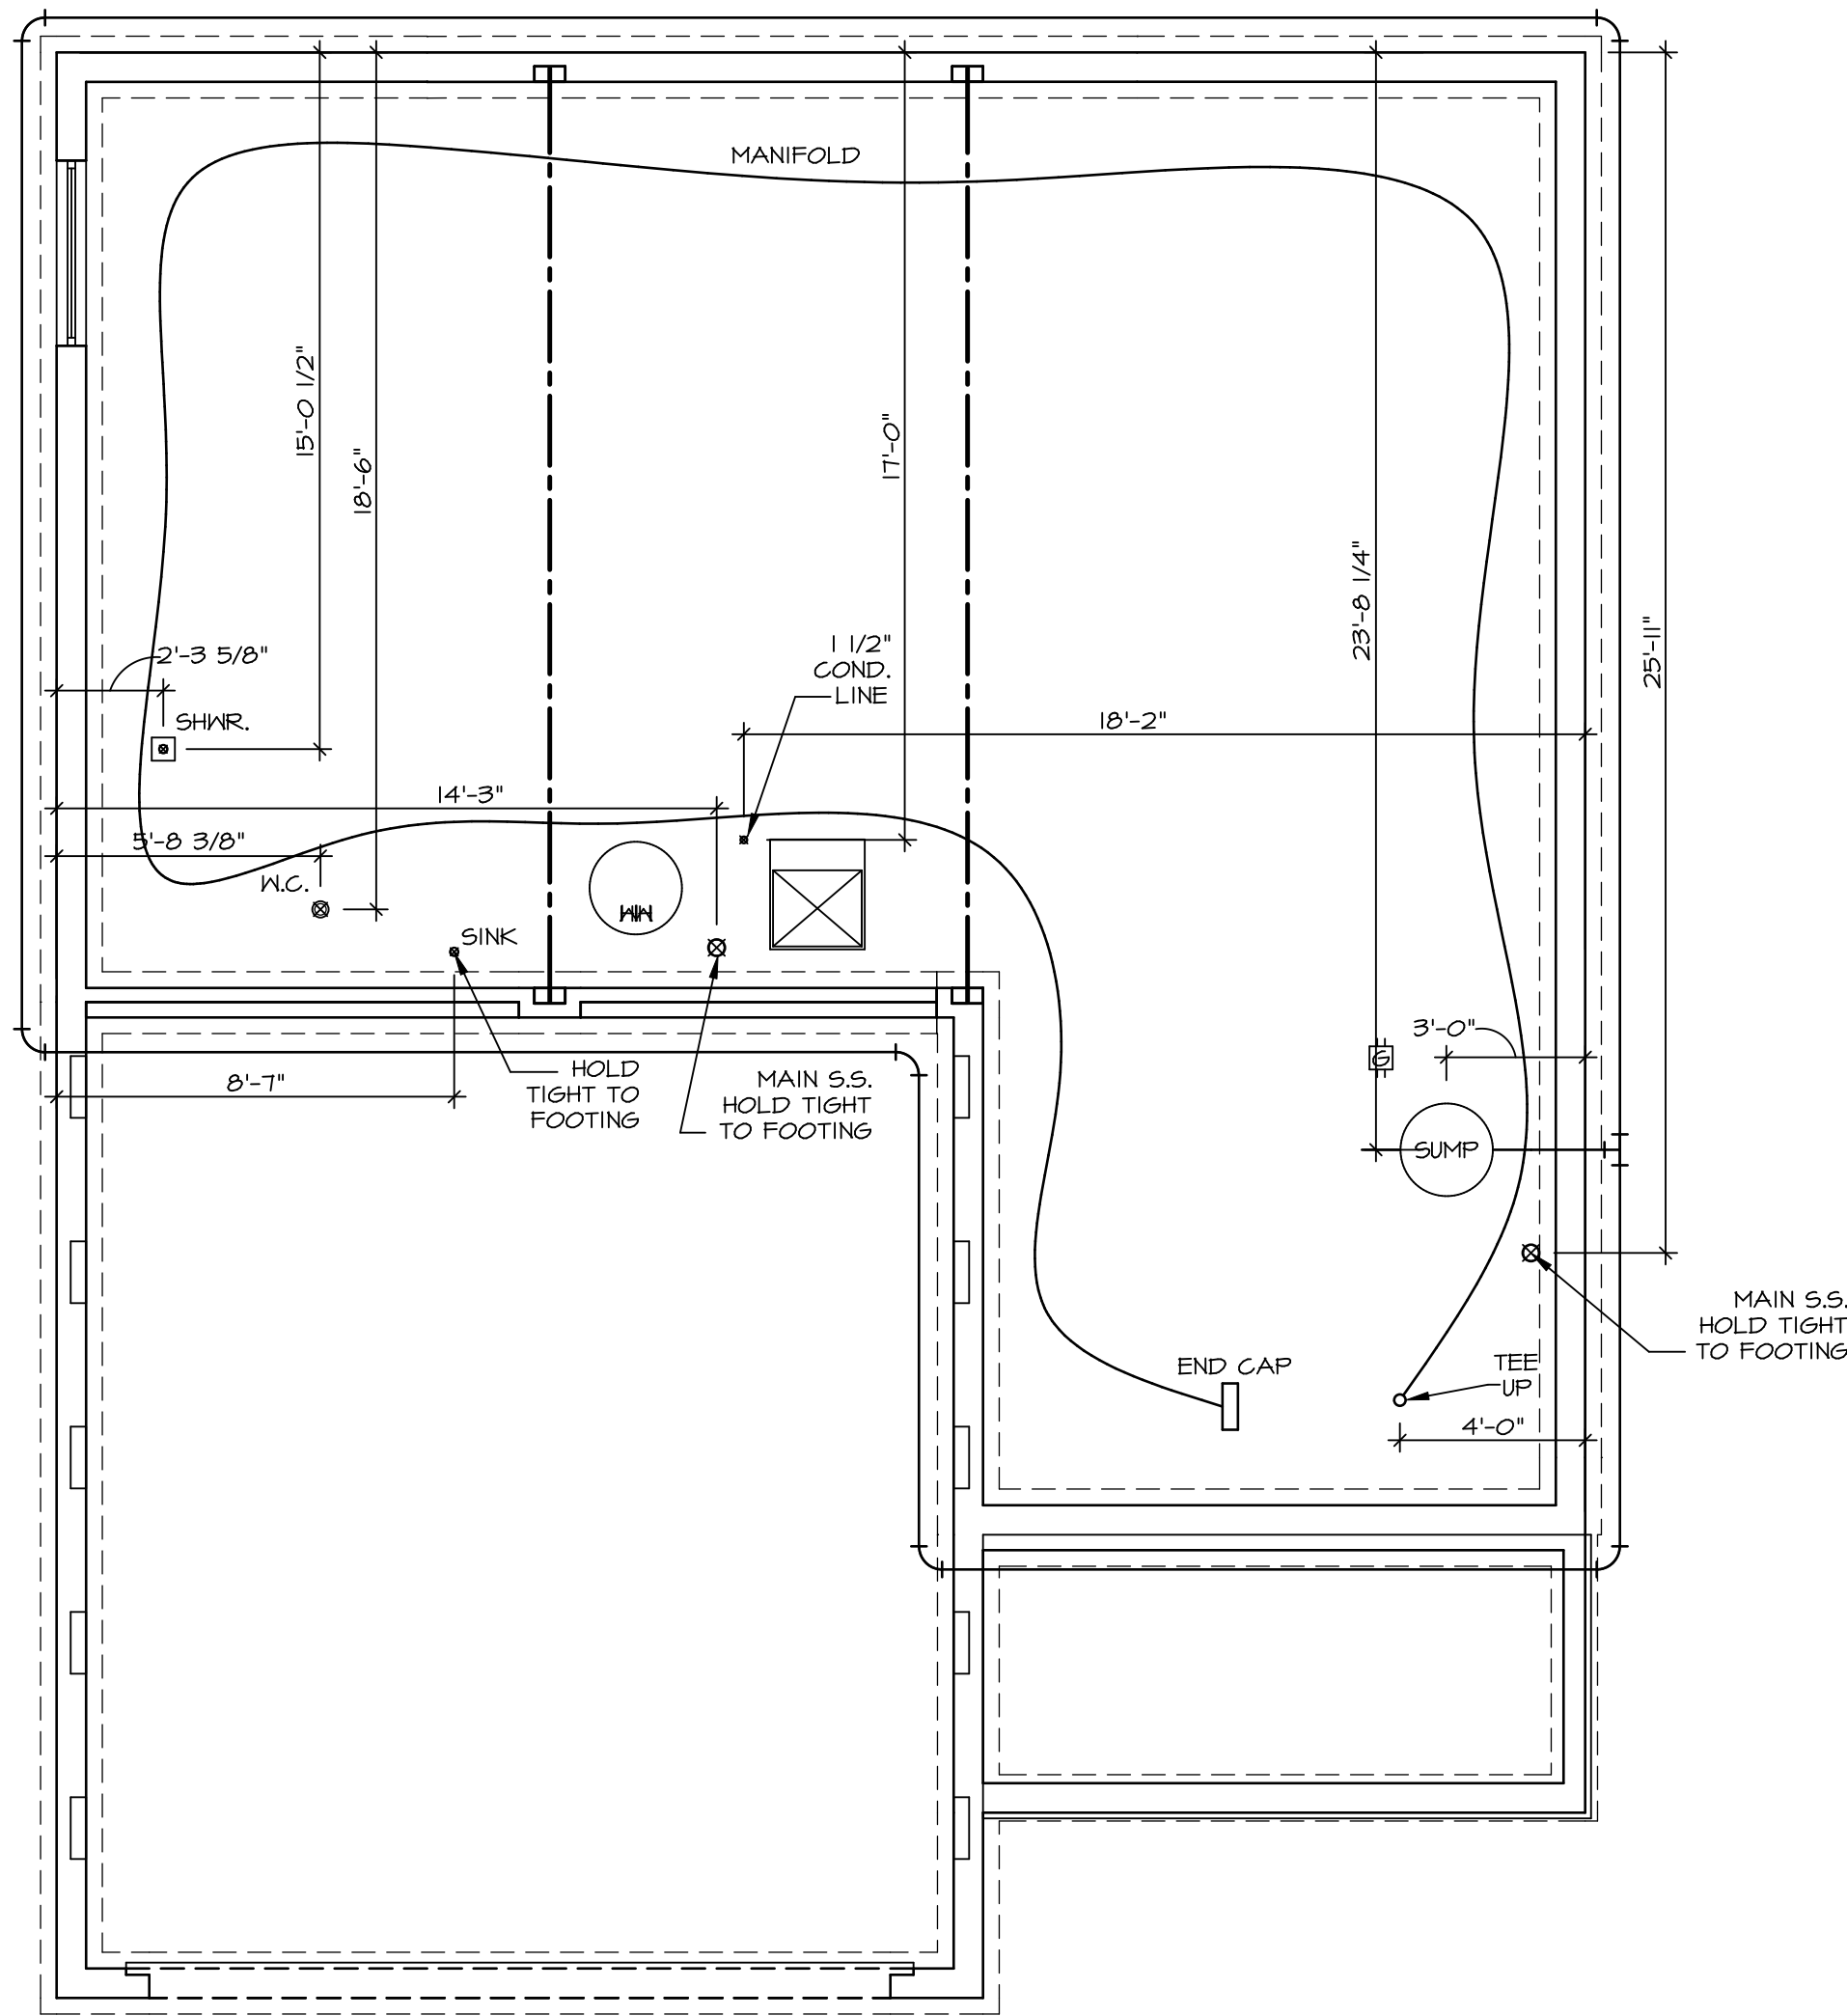 MANIFOLD
15'-0 1/2"
18'-6"
17'-0"
23'-8 1/4"
25'-11"
2'-3 5/8"
SHWR.
1 1/2"
COND.
LINE
18'-2"
14'-3"
5'-8 3/8"
W.C.
SINK
HW
G
3'-0"
SUMP
8'-7"
HOLD
TIGHT TO
FOOTING
MAIN S.S.
HOLD TIGHT
TO FOOTING
MAIN S.S.
HOLD TIGHT
TO FOOTING
END CAP
TEE
UP
4'-0"